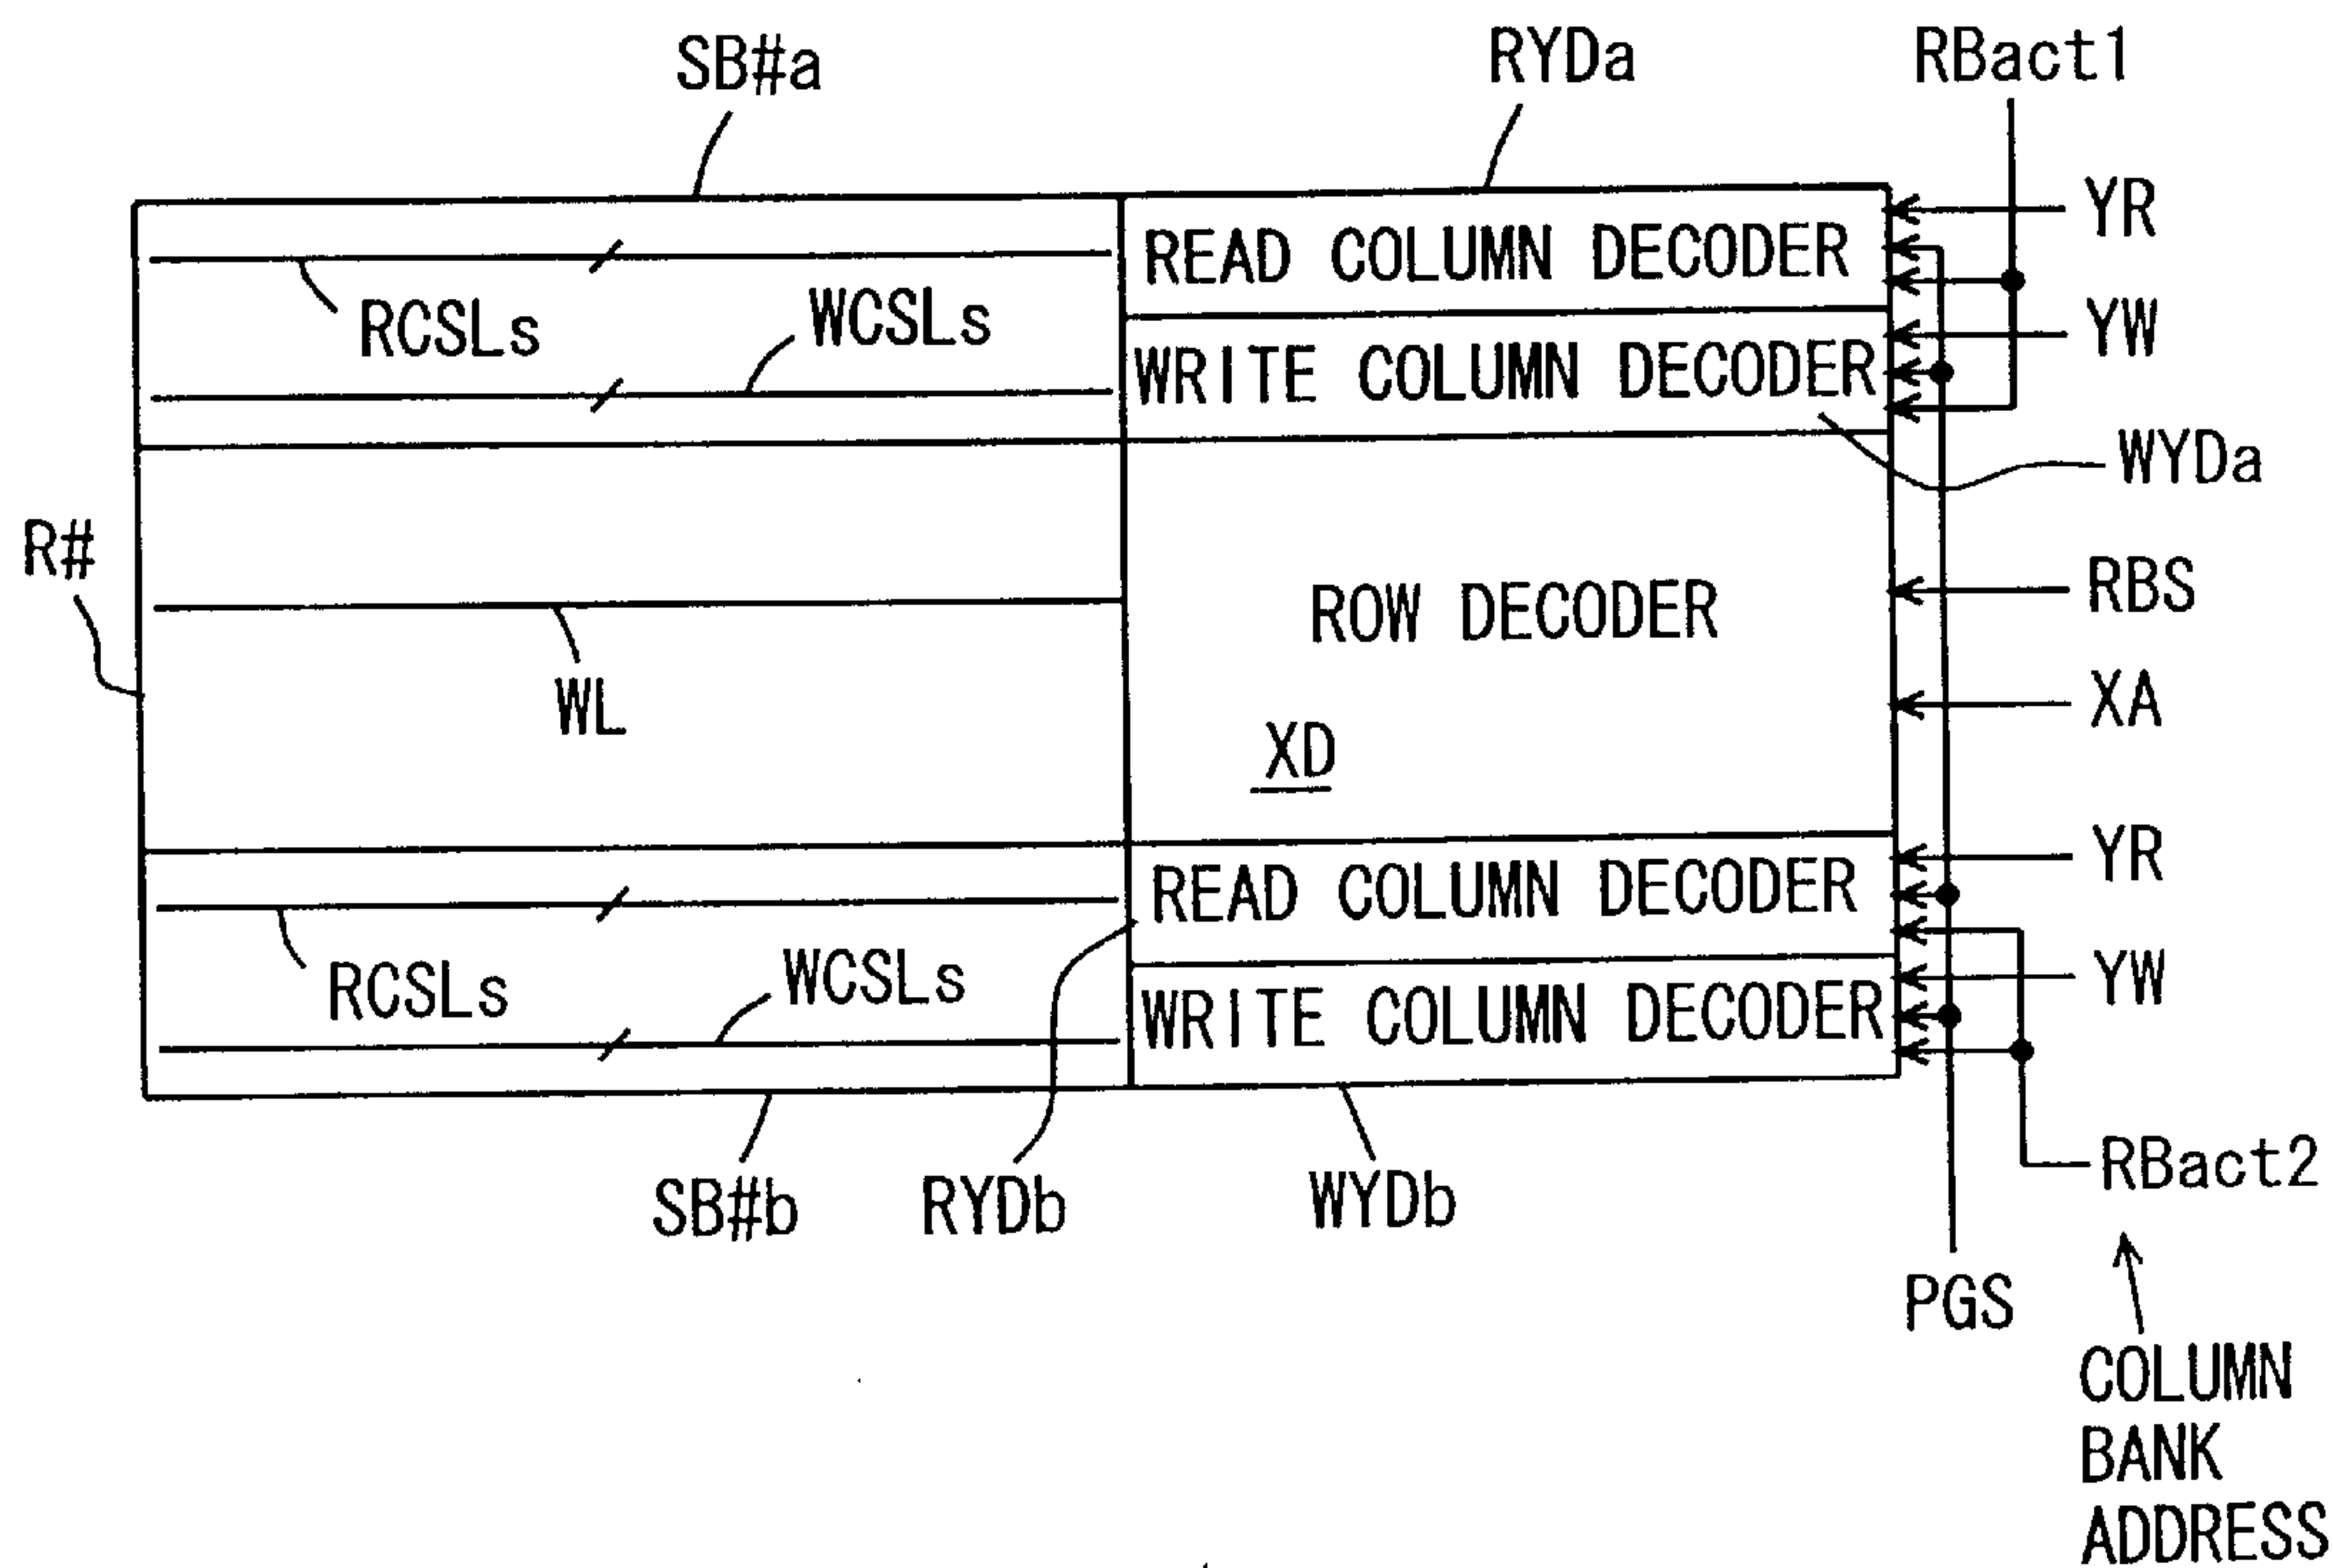 SB#a
RYDa
RBact1
READ COLUMN DECODER
YR
RCSLs
WCSLs
WRITE COLUMN DECODER
YW
WYDa
R#
ROW DECODER
RBS
WL
XD
XA
READ COLUMN DECODER
YR
RCSLs
WCSLs
WRITE COLUMN DECODER
YW
SB#b
RYDb
WYDb
RBact2
PGS
COLUMN
BANK
ADDRESS